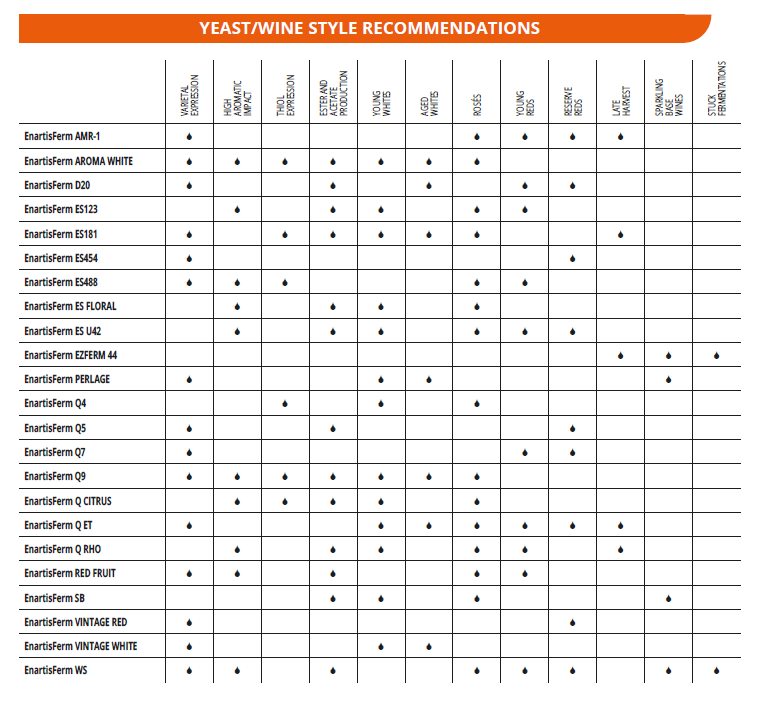 YEAST/WINE STYLE RECOMMENDATIONS
VARIETAL
EXPRESSION
HIGH
AROMATIC
IMPACT
THIOL
EXPRESSION
ESTER AND
ACETATE
PRODUCTION
YOUNG
WHITES
AGED
WHITES
ROSÉS
YOUNG
REDS
RESERVE
REDS
LATE
HARVEST
SPARKLING
BASE
WINES
STUCK
FERMENTATIONS
EnartisFerm AMR-1
EnartisFerm AROMA WHITE
EnartisFerm D20
EnartisFerm ES123
EnartisFerm ES181
EnartisFerm ES454
EnartisFerm ES488
EnartisFerm ES FLORAL
EnartisFerm ES U42
EnartisFerm EZFERM 44
EnartisFerm PERLAGE
EnartisFerm Q4
EnartisFerm Q5
EnartisFerm Q7
EnartisFerm Q9
EnartisFerm Q CITRUS
EnartisFerm Q ET
EnartisFerm Q RHO
EnartisFerm RED FRUIT
EnartisFerm SB
EnartisFerm VINTAGE RED
EnartisFerm VINTAGE WHITE
EnartisFerm WS